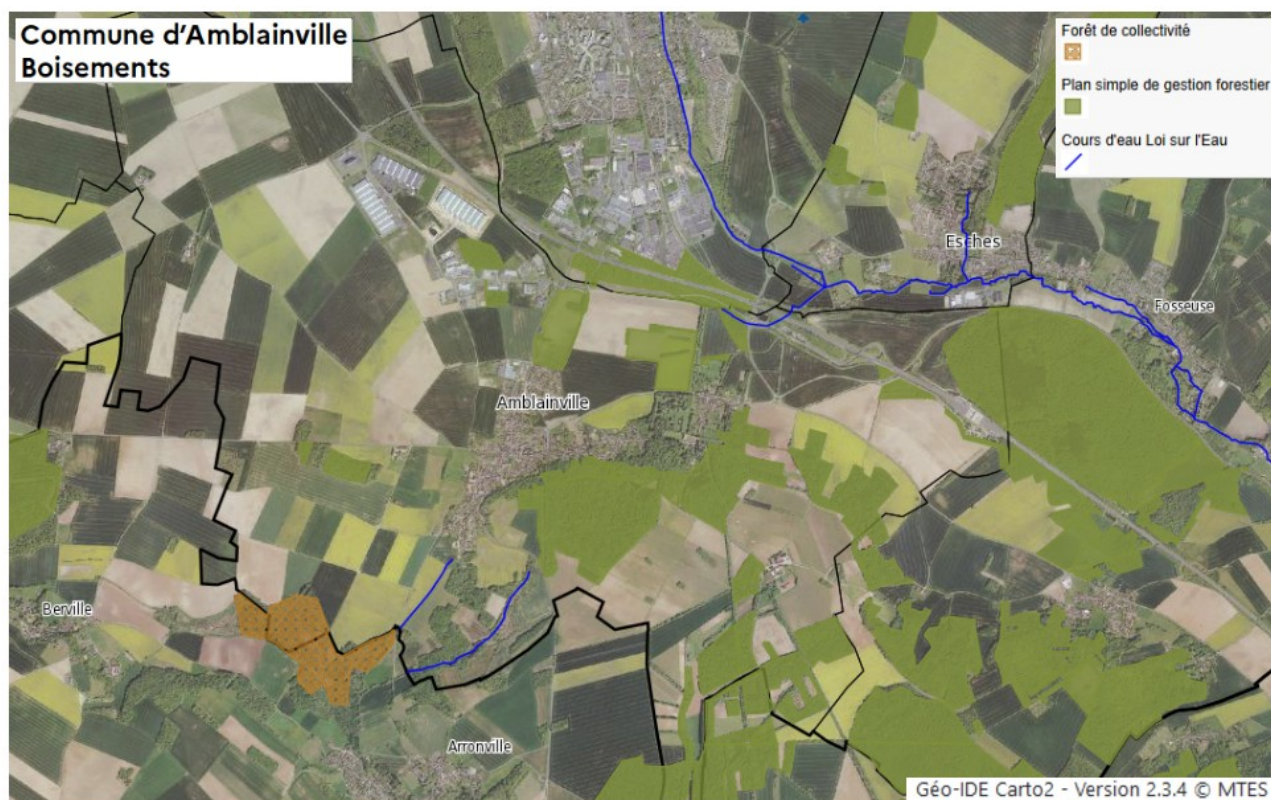 Commune d'Amblainville
Boisements
Forêt de collectivité
Plan simple de gestion forestier
Cours d'eau Loi sur l'Eau
Esches
Fosseuse
Amblainville
Berville
Arronville
Géo-IDE Carto2 - Version 2.3.4 © MTES